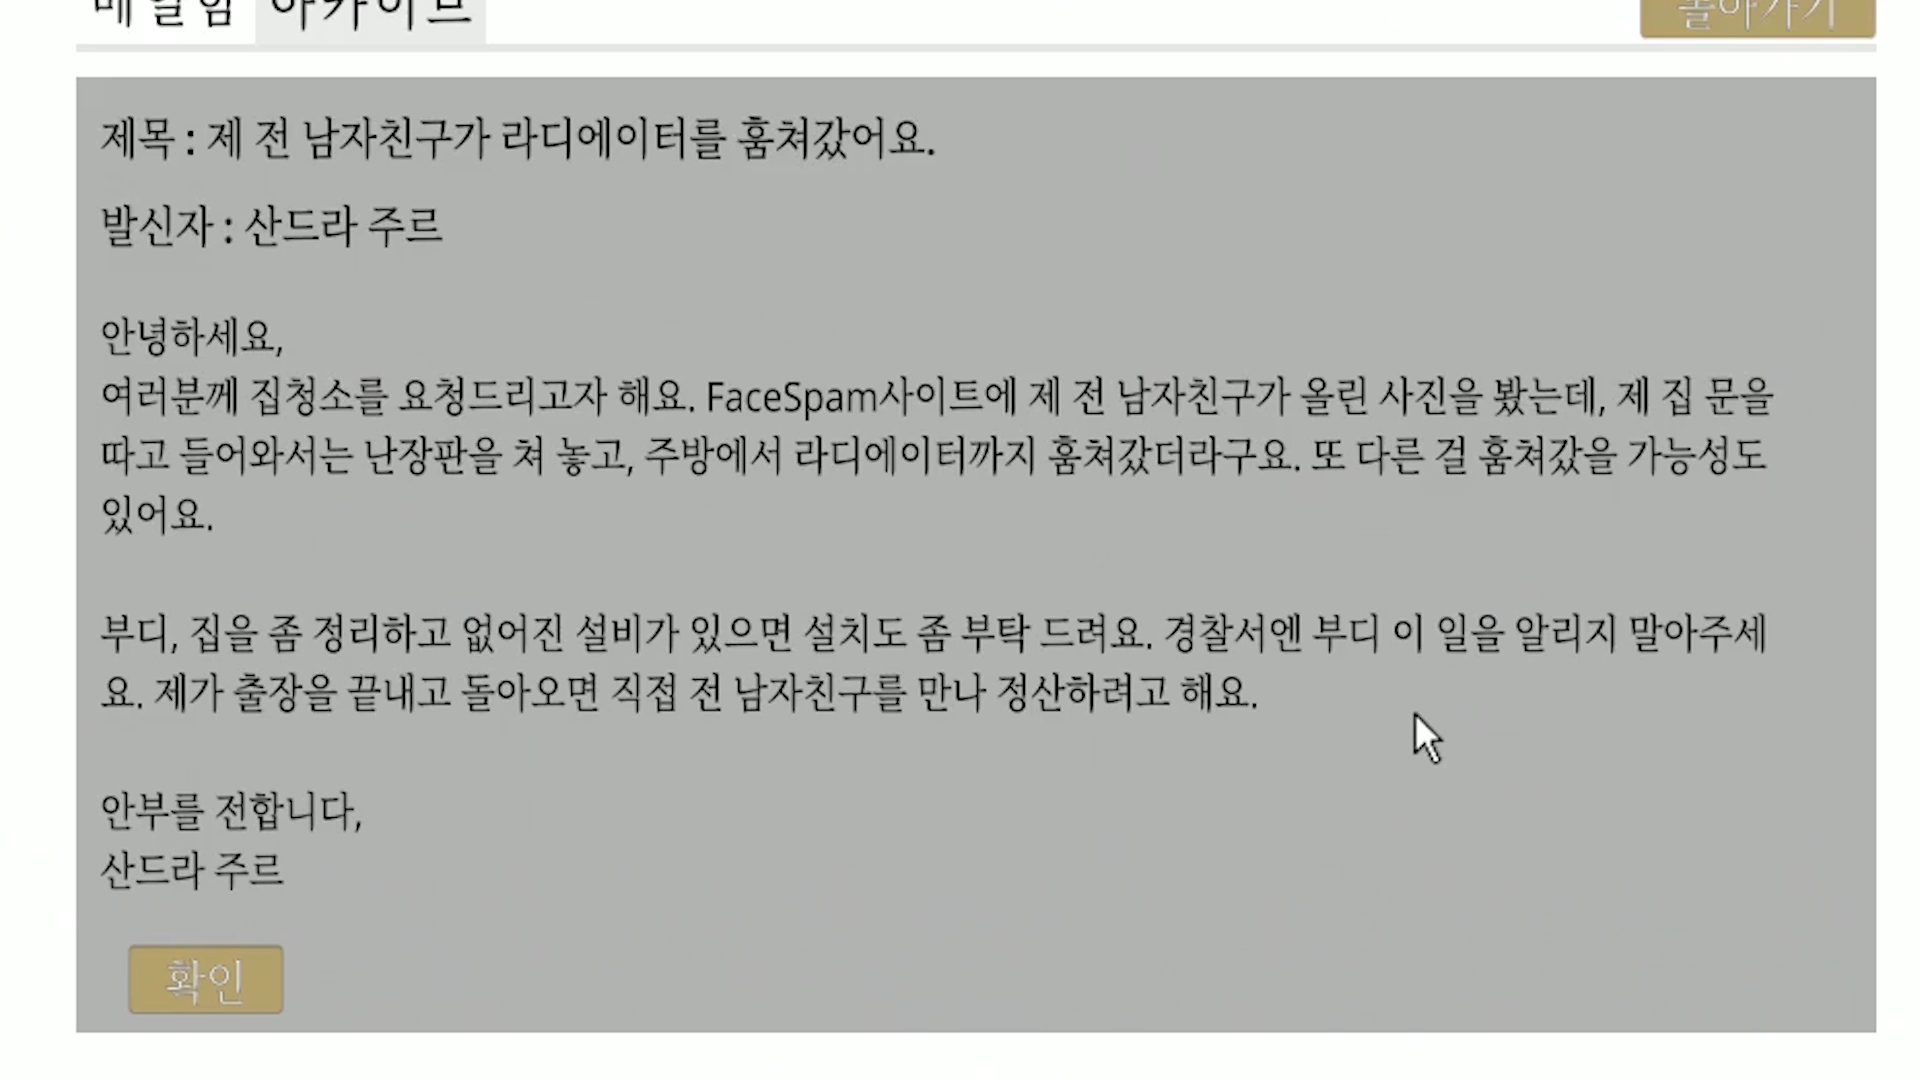 메일함 아카이브
돌아가기
제목 : 제 전 남자친구가 라디에이터를 훔쳐갔어요.
발신자 : 산드라 주르
안녕하세요,
여러분께 집청소를 요청드리고자 해요. FaceSpam사이트에 제 전 남자친구가 올린 사진을 봤는데, 제 집 문을
따고 들어와서는 난장판을 쳐 놓고, 주방에서 라디에이터까지 훔쳐갔더라구요. 또 다른 걸 훔쳐갔을 가능성도
있어요.
부디, 집을 좀 정리하고 없어진 설비가 있으면 설치도 좀 부탁 드려요. 경찰서엔 부디 이 일을 알리지 말아주세
요. 제가 출장을 끝내고 돌아오면 직접 전 남자친구를 만나 정산하려고 해요.
안부를 전합니다,
산드라 주르
확인